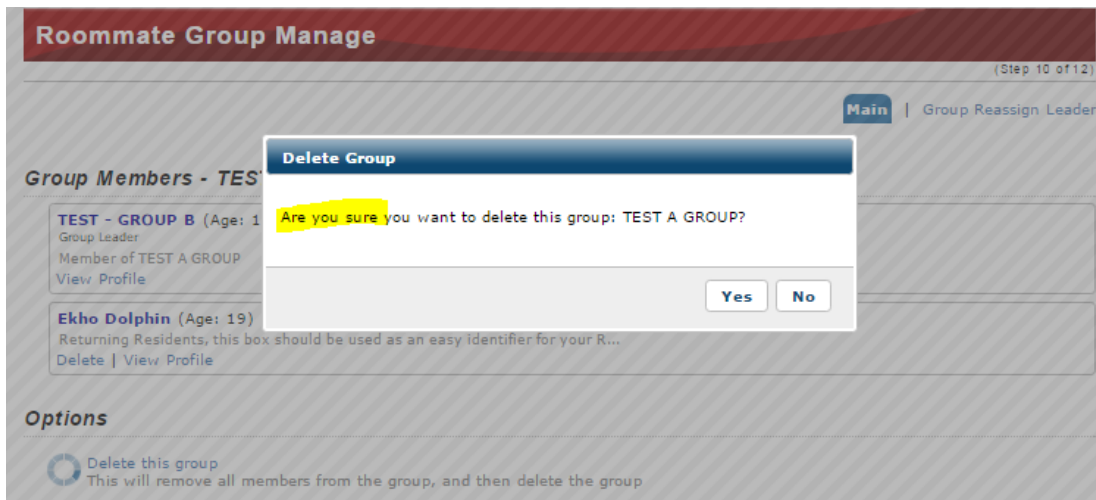 Roommate Group Manage
(Step 10 of 12)
Main | Group Reassign Leader
Group Members - TES
TEST - GROUP B (Age: 1
Group Leader
Member of TEST A GROUP
View Profile
Ekho Dolphin (Age: 19)
Returning Residents, this box should be used as an easy identifier for your R...
Delete | View Profile
Delete Group
Are you sure you want to delete this group: TEST A GROUP?
Yes No
Options
Delete this group
This will remove all members from the group, and then delete the group